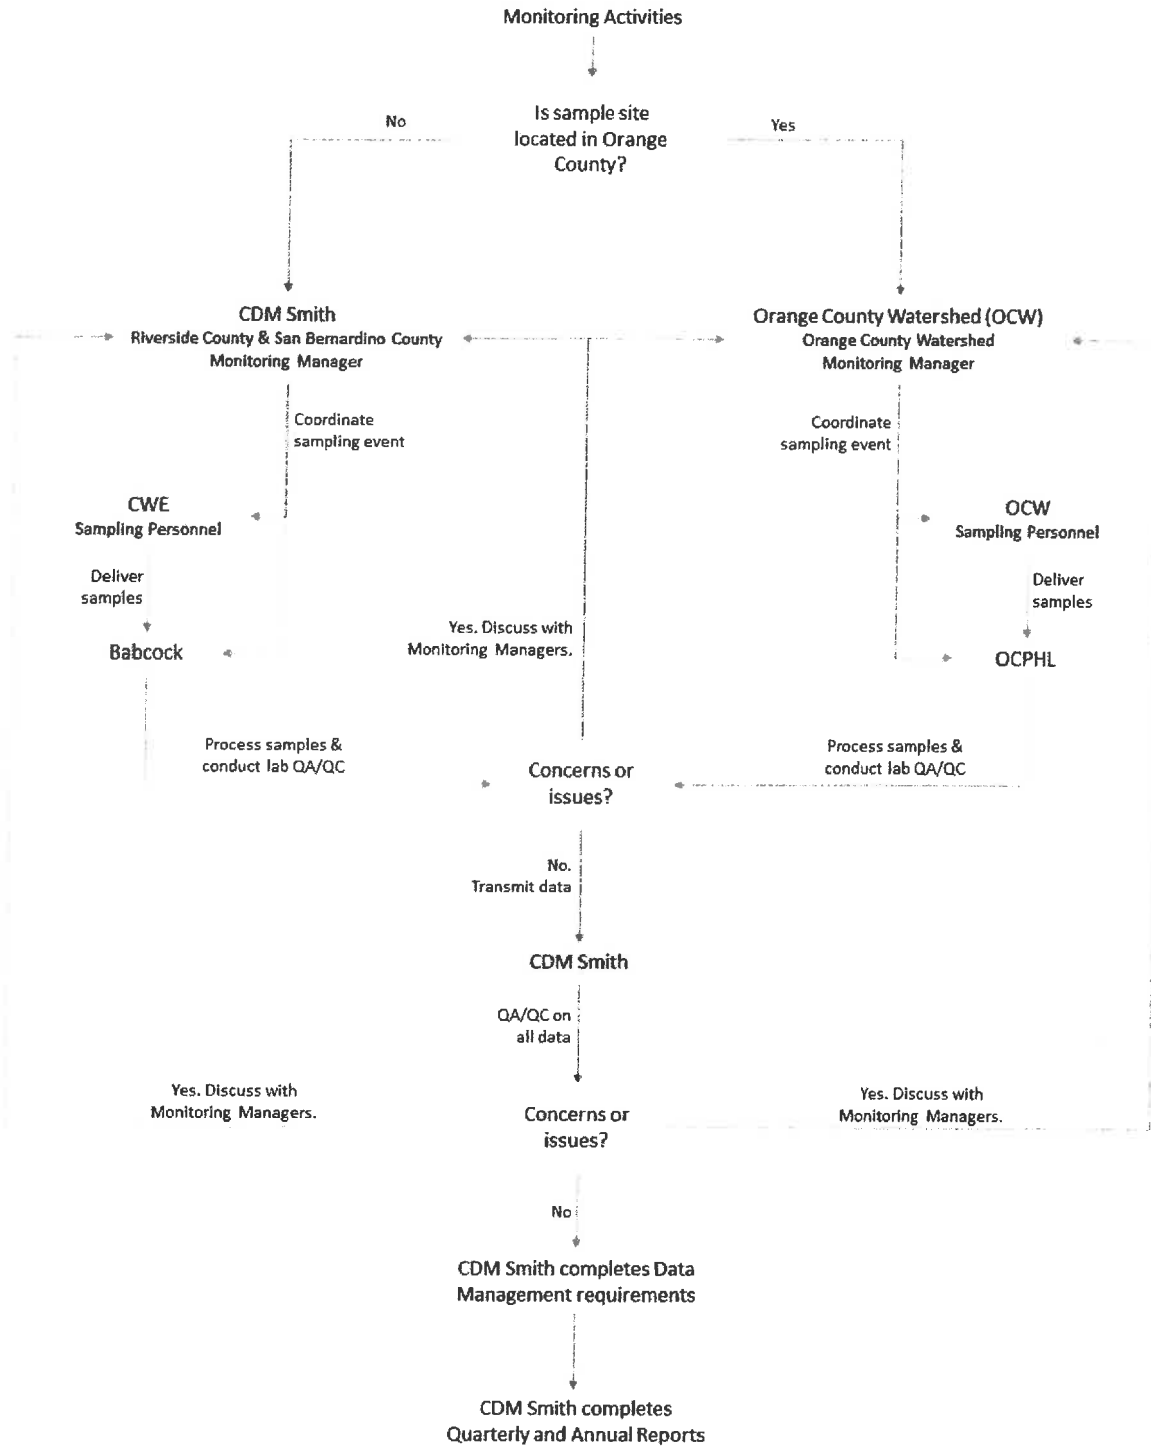 Monitoring Activities
Is sample site
located in Orange
County?
No
Yes
CDM Smith
Riverside County & San Bernardino County
Monitoring Manager
Orange County Watershed (OCW)
Orange County Watershed
Monitoring Manager
Coordinate
sampling event
Coordinate
sampling event
CWE
Sampling Personnel
OCW
Sampling Personnel
Deliver
samples
Deliver
samples
Babcock
Yes. Discuss with
Monitoring Managers.
OCPHL
Process samples &
conduct lab QA/QC
Concerns or
issues?
Process samples &
conduct lab QA/QC
No.
Transmit data
CDM Smith
QA/QC on
all data
Yes. Discuss with
Monitoring Managers.
Concerns or
issues?
Yes. Discuss with
Monitoring Managers.
No
CDM Smith completes Data
Management requirements
CDM Smith completes
Quarterly and Annual Reports